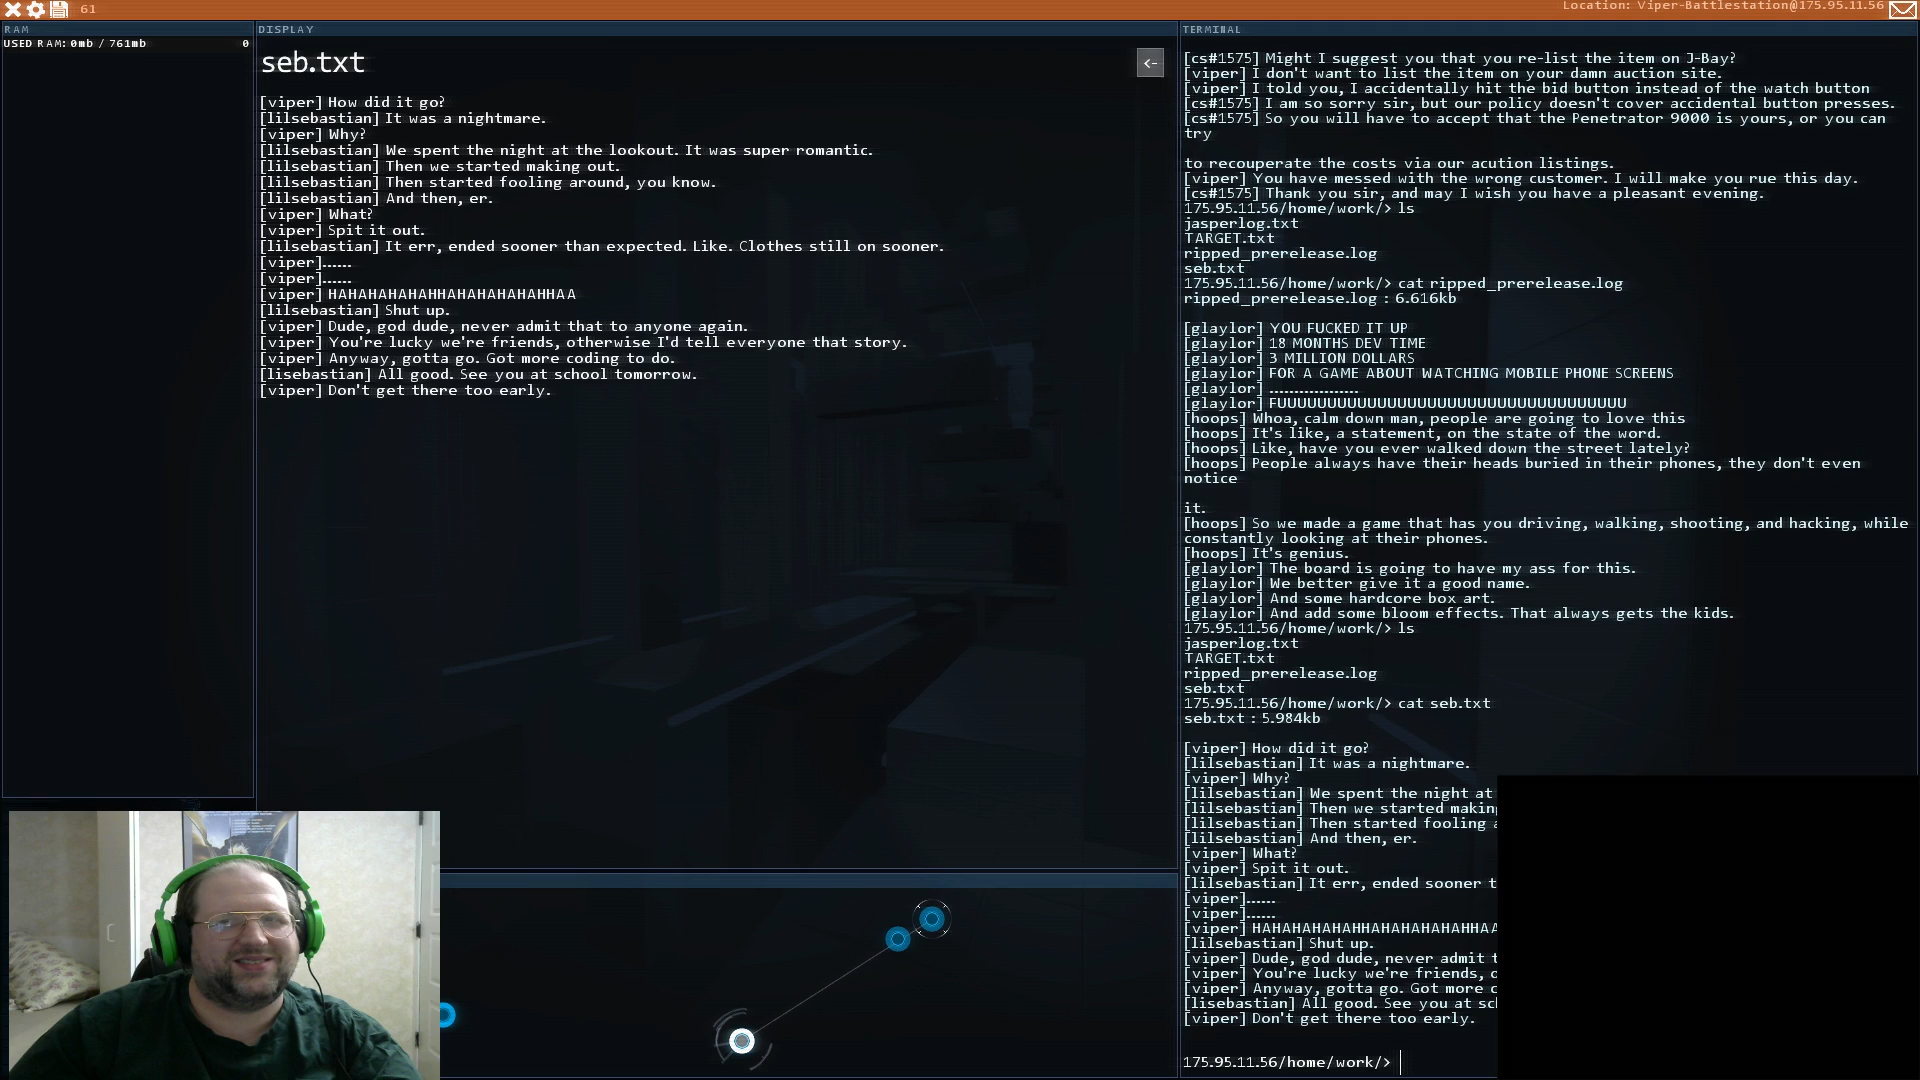 61
Location: Viper-Battlestation@175.95.11.56
RAM
USED RAM: 0mb / 761mb
0
DISPLAY
seb.txt
<-
[viper] How did it go?
[lilsebastian] It was a nightmare.
[viper] Why?
[lilsebastian] We spent the night at the lookout. It was super romantic.
[lilsebastian] Then we started making out.
[lilsebastian] Then started fooling around, you know.
[lilsebastian] And then, er.
[viper] What?
[viper] Spit it out.
[lilsebastian] It err, ended sooner than expected. Like. Clothes still on sooner.
[viper]......
[viper]......
[viper] HAHAHAHAHAHHAHAHAHAHAHHAA
[lilsebastian] Shut up.
[viper] Dude, god dude, never admit that to anyone again.
[viper] You're lucky we're friends, otherwise I'd tell everyone that story.
[viper] Anyway, gotta go. Got more coding to do.
[lisebastian] All good. See you at school tomorrow.
[viper] Don't get there too early.
TERMINAL
[cs#1575] Might I suggest you that you re-list the item on J-Bay?
[viper] I don't want to list the item on your damn auction site.
[viper] I told you, I accidentally hit the bid button instead of the watch button
[cs#1575] I am so sorry sir, but our policy doesn't cover accidental button presses.
[cs#1575] So you will have to accept that the Penetrator 9000 is yours, or you can
try
to recouperate the costs via our acution listings.
[viper] You have messed with the wrong customer. I will make you rue this day.
[cs#1575] Thank you sir, and may I wish you have a pleasant evening.
175.95.11.56/home/work/> ls
jasperlog.txt
TARGET.txt
ripped_prerelease.log
seb.txt
175.95.11.56/home/work/> cat ripped_prerelease.log
ripped_prerelease.log : 6.616kb
[glaylor] YOU FUCKED IT UP
[glaylor] 18 MONTHS DEV TIME
[glaylor] 3 MILLION DOLLARS
[glaylor] FOR A GAME ABOUT WATCHING MOBILE PHONE SCREENS
[glaylor] ..................
[glaylor] FUUUUUUUUUUUUUUUUUUUUUUUUUUUUUUUUUUU
[hoops] Whoa, calm down man, people are going to love this
[hoops] It's like, a statement, on the state of the word.
[hoops] Like, have you ever walked down the street lately?
[hoops] People always have their heads buried in their phones, they don't even
notice
it.
[hoops] So we made a game that has you driving, walking, shooting, and hacking, while
constantly looking at their phones.
[hoops] It's genius.
[glaylor] The board is going to have my ass for this.
[glaylor] We better give it a good name.
[glaylor] And some hardcore box art.
[glaylor] And add some bloom effects. That always gets the kids.
175.95.11.56/home/work/> ls
jasperlog.txt
TARGET.txt
ripped_prerelease.log
seb.txt
175.95.11.56/home/work/> cat seb.txt
seb.txt : 5.984kb
[viper] How did it go?
[lilsebastian] It was a nightmare.
[viper] Why?
[lilsebastian] We spent the night at
[lilsebastian] Then we started making
[lilsebastian] Then started fooling a
[lilsebastian] And then, er.
[viper] What?
[viper] Spit it out.
[lilsebastian] It err, ended sooner t
[viper]......
[viper]......
[viper] HAHAHAHAHAHHAHAHAHAHAHHAA
[lilsebastian] Shut up.
[viper] Dude, god dude, never admit t
[viper] You're lucky we're friends, o
[viper] Anyway, gotta go. Got more c
[lisebastian] All good. See you at sch
[viper] Don't get there too early.
175.95.11.56/home/work/>